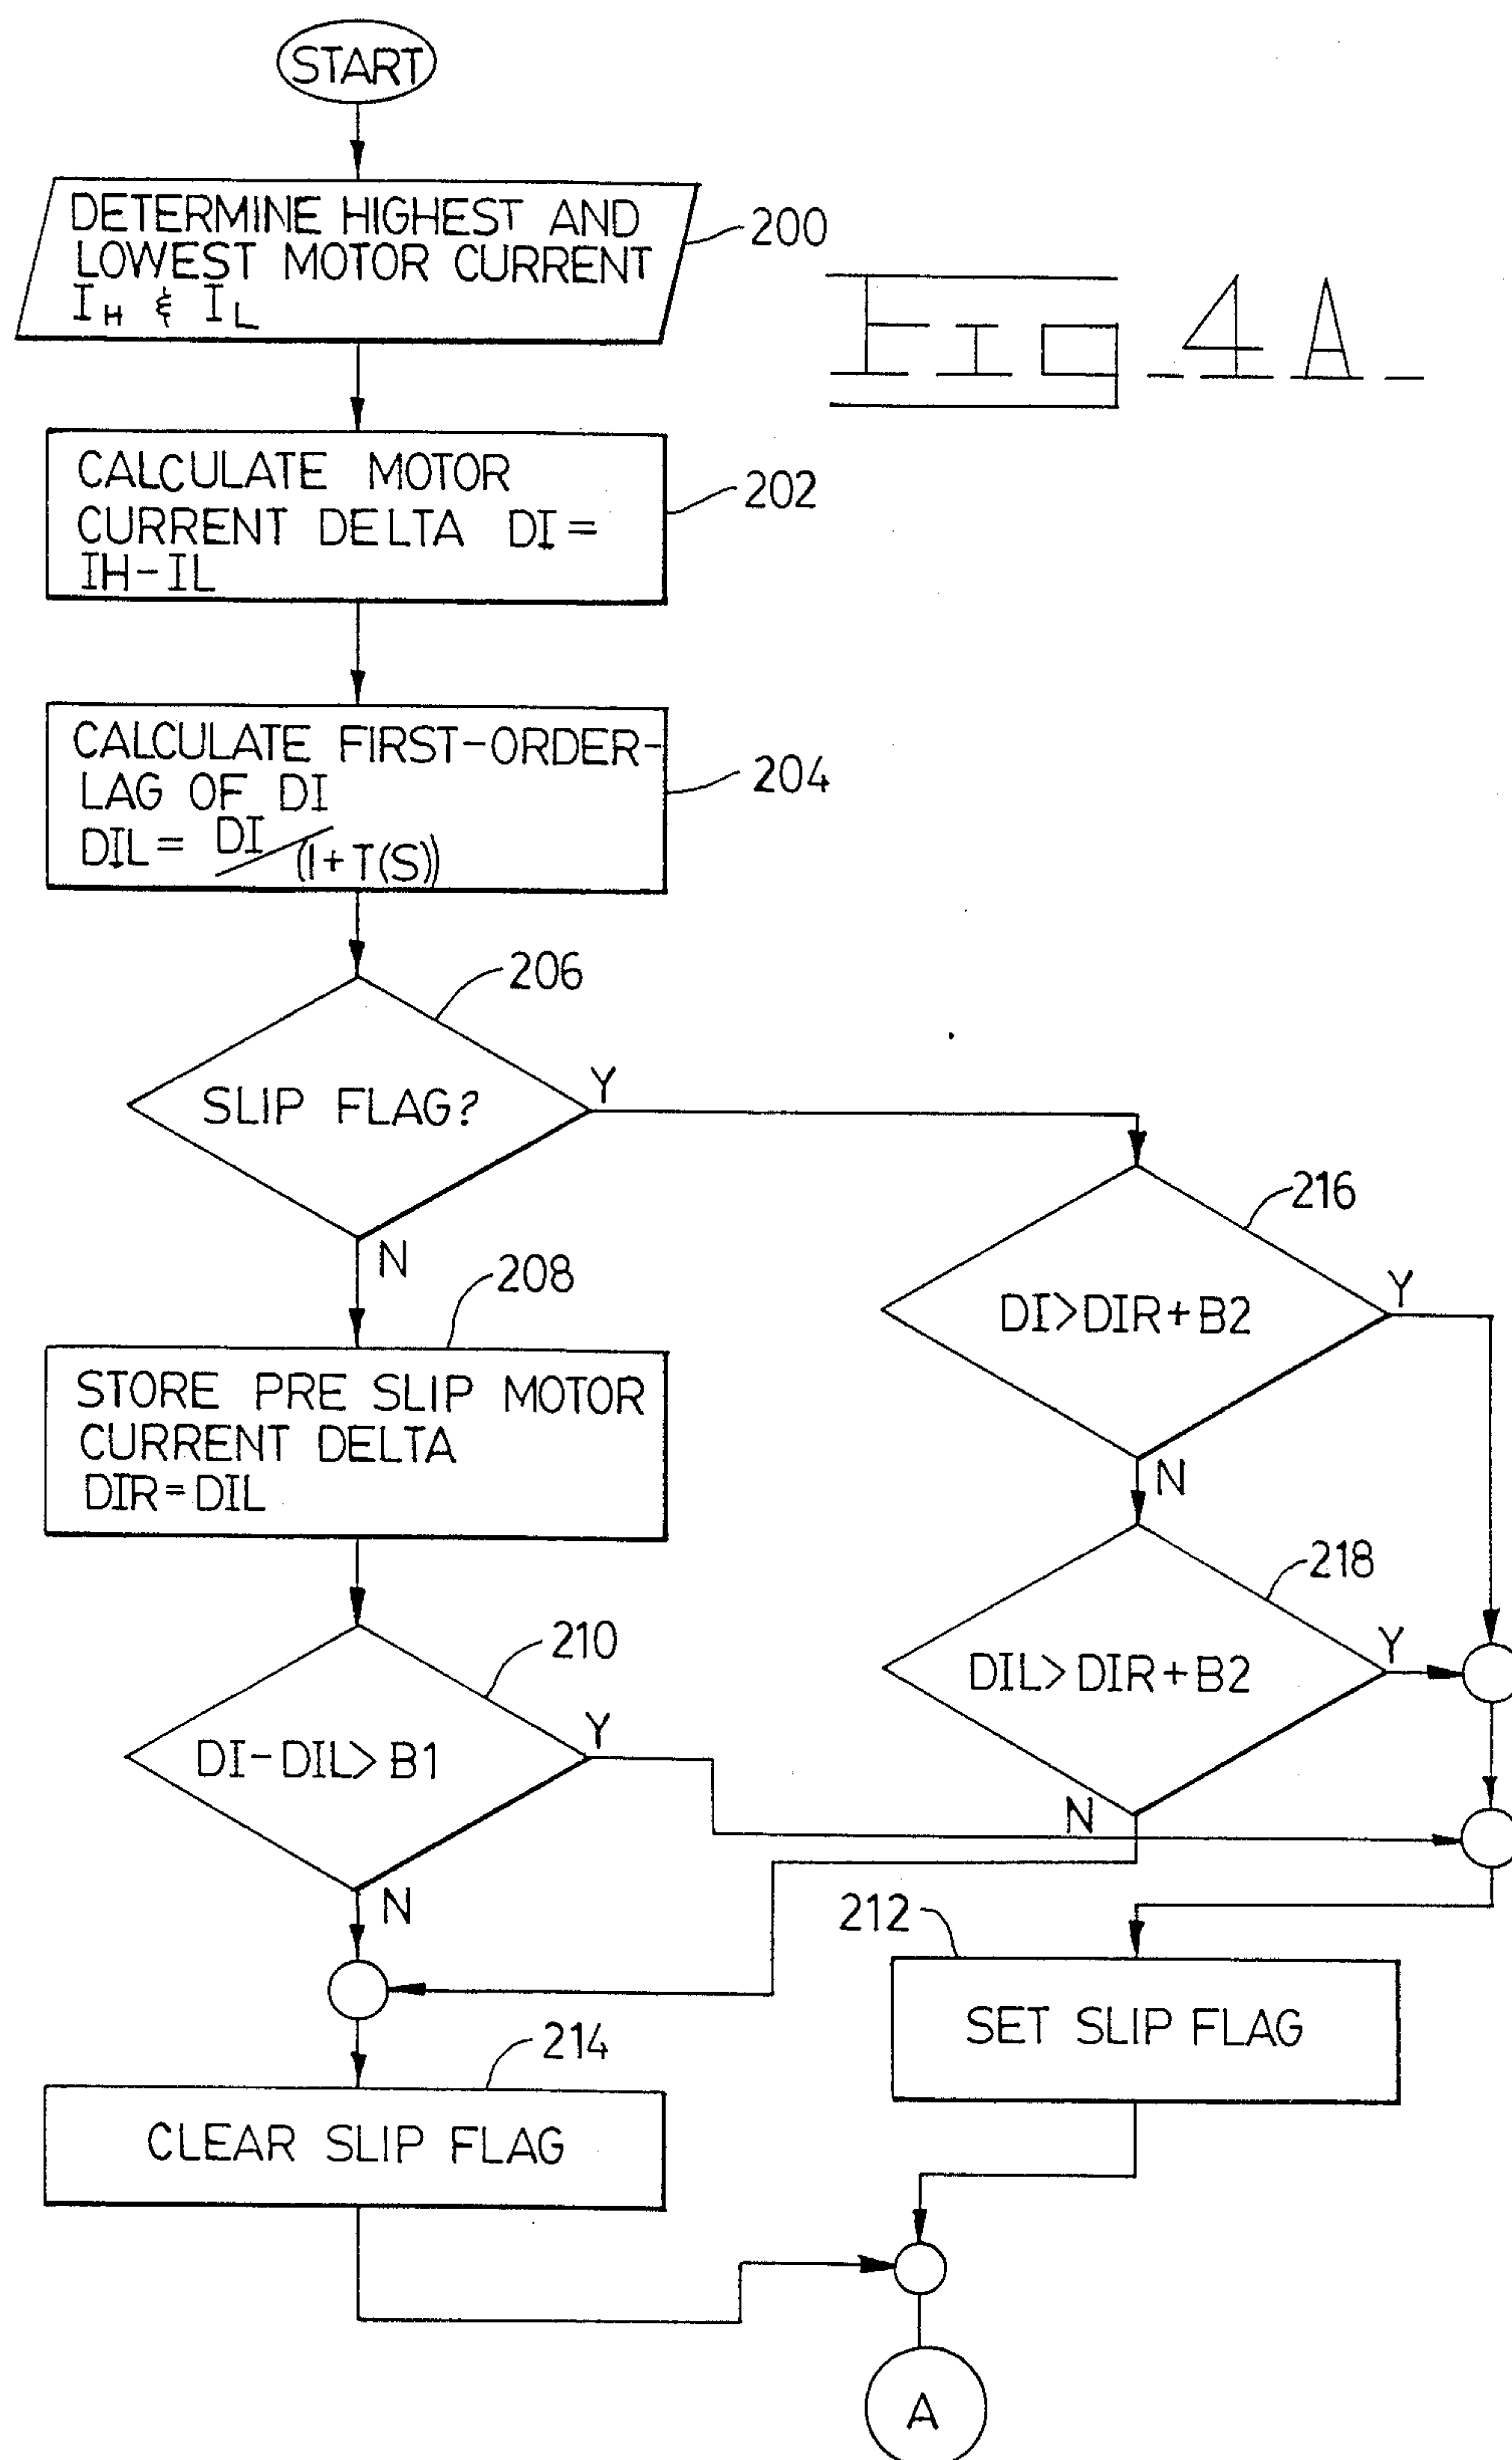 START
DETERMINE HIGHEST AND
LOWEST MOTOR CURRENT
IH & IL
200
FIG_4A_
CALCULATE MOTOR
CURRENT DELTA DI =
IH-IL
202
CALCULATE FIRST-ORDER-
LAG OF DI
DIL = DI/(1+T(S))
204
206
SLIP FLAG?
Y
N
216
DI>DIR+B2
Y
N
208
STORE PRE SLIP MOTOR
CURRENT DELTA
DIR=DIL
218
DIL>DIR+B2
Y
N
210
DI-DIL>B1
Y
N
212
SET SLIP FLAG
214
CLEAR SLIP FLAG
A